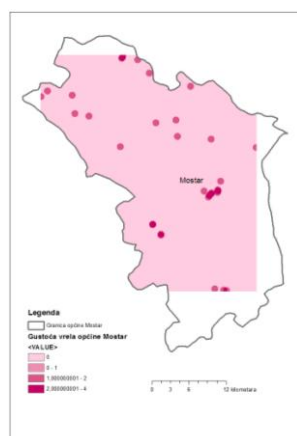 Mostar
Legenda
Granica općine Mostar
Gustoća vrela općine Mostar
<VALUE>
0
0 - 1
1,000000001 - 2
2,000000001 - 4
0 3 6 12 kilometara